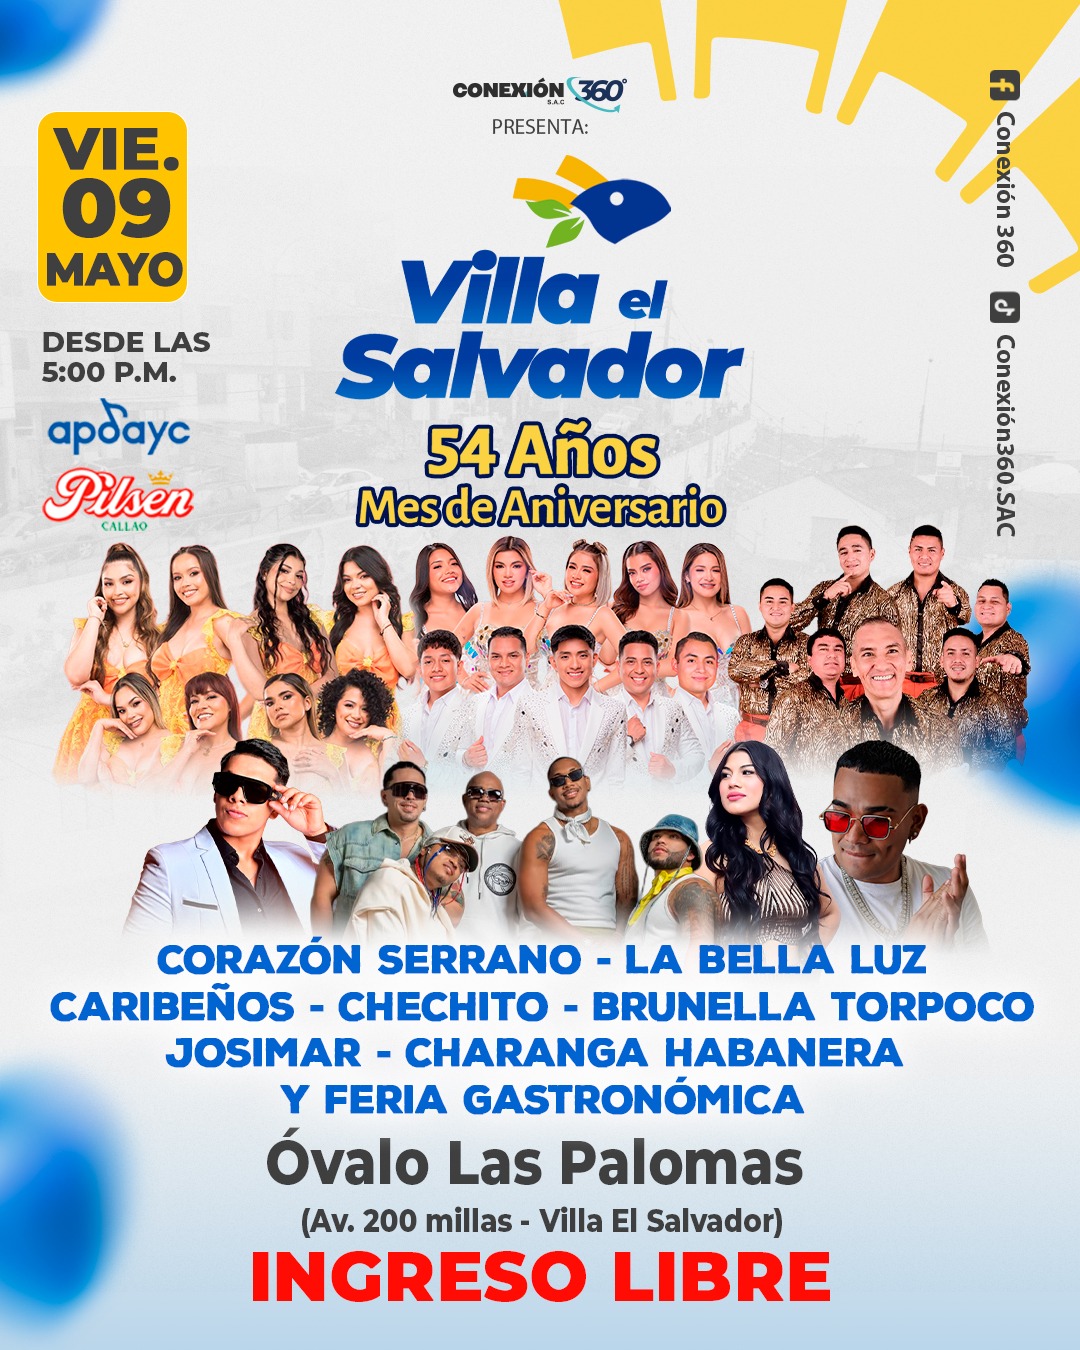 CONEXIÓN 360°
S.A.C
PRESENTA:
VIE.
09
MAYO
DESDE LAS
5:00 P.M.
apdayc
Pilsen
CALLAO
Villa el
Salvador
54 Años
Mes de Aniversario
Conexión 360
Conexión360.SAC
CORAZÓN SERRANO - LA BELLA LUZ
CARIBEÑOS - CHECHITO - BRUNELLA TORPOCO
JOSIMAR - CHARANGA HABANERA
Y FERIA GASTRONÓMICA
Óvalo Las Palomas
(Av. 200 millas - Villa El Salvador)
INGRESO LIBRE